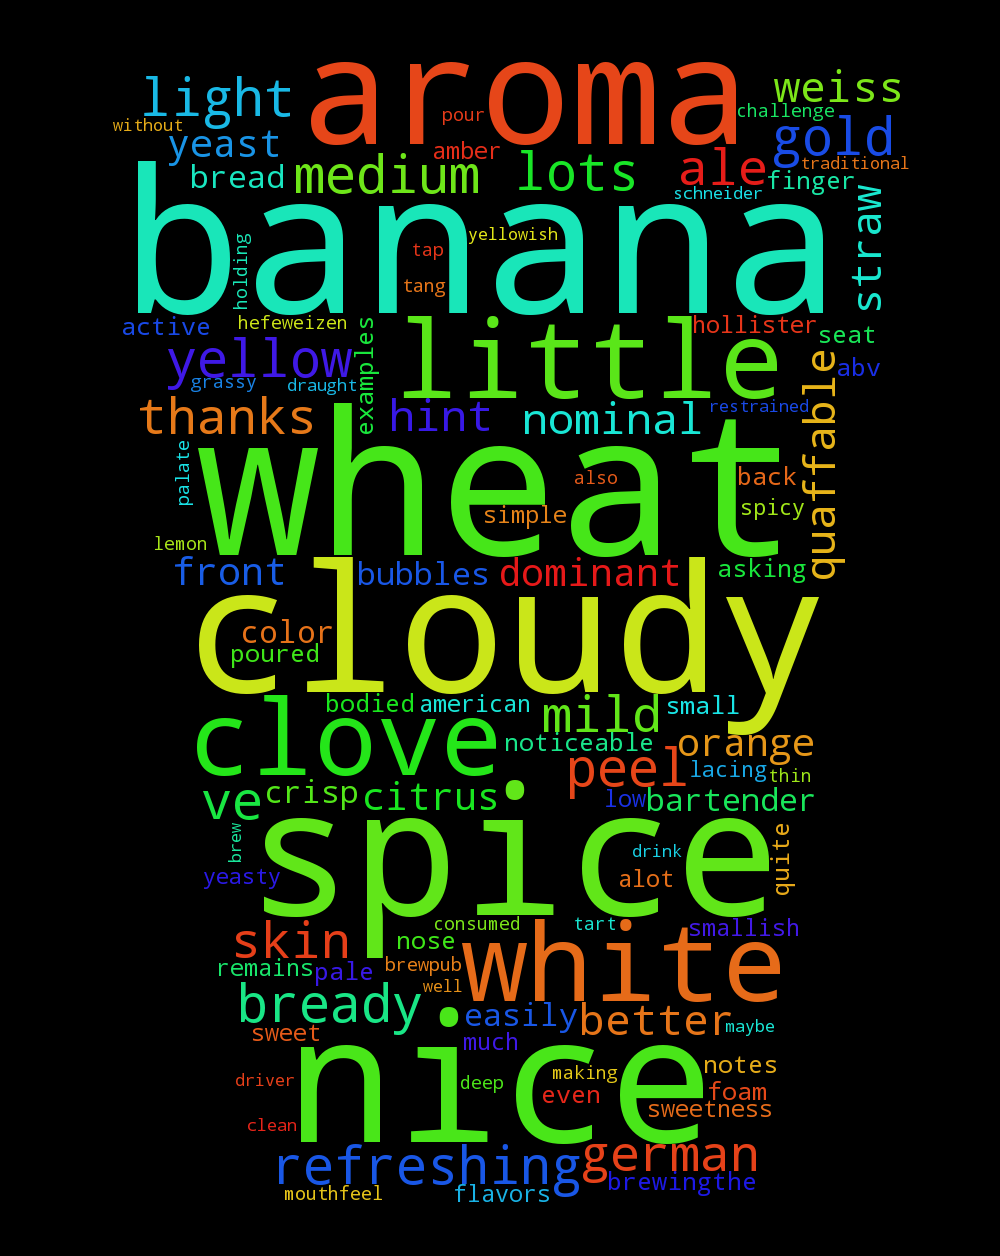 aroma
light
weiss
challenge
pour
without
gold
yeast
amber
traditional
medium
lots
ale
finger
bread
schneider
straw
banana
yellowish
holding
tap
tang
active
hefeweizen
examples
little
hollister
seat
yellow
abv
grassy
draught
thanks
hint
nominal
restrained
quaffable
wheat
palate
also
back
simple
spicy
lemon
front
bubbles
dominant
asking
cloudy
color
poured
bodied
american
mild
small
clove
noticeable
orange
peel
lacing
thin
ve
crisp
citrus
low
bartender
spice
brew
drink
quite
yeasty
alot
consumed
tart
smallish
skin
nose
white
remains
pale
brewpub
well
bready
easily
better
maybe
sweet
much
nice
notes
driver
deep
making
even
foam
sweetness
clean
refreshing
german
mouthfeel
flavors
brewingthe